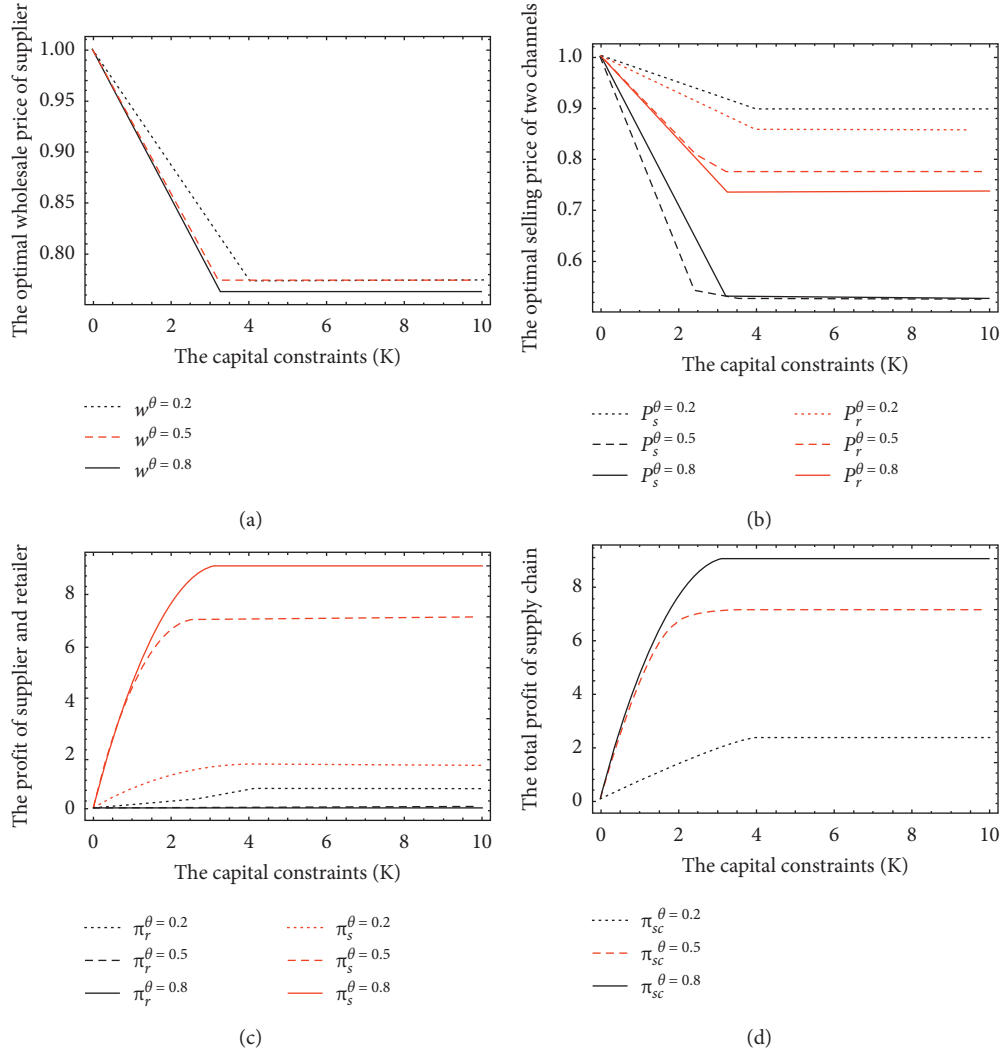 The optimal wholesale price of supplier
1.00
0.95
0.90
0.85
0.80
0 2 4 6 8 10
The capital constraints (K)
w^{θ = 0.2}
w^{θ = 0.5}
w^{θ = 0.8}
(a)
The optimal selling price of two channels
1.0
0.9
0.8
0.7
0.6
0 2 4 6 8 10
The capital constraints (K)
P_s^{θ = 0.2} P_r^{θ = 0.2}
P_s^{θ = 0.5} P_r^{θ = 0.5}
P_s^{θ = 0.8} P_r^{θ = 0.8}
(b)
The profit of supplier and retailer
8
6
4
2
0
0 2 4 6 8 10
The capital constraints (K)
π_r^{θ = 0.2} π_s^{θ = 0.2}
π_r^{θ = 0.5} π_s^{θ = 0.5}
π_r^{θ = 0.8} π_s^{θ = 0.8}
(c)
The total profit of supply chain
8
6
4
2
0
0 2 4 6 8 10
The capital constraints (K)
π_{sc}^{θ = 0.2}
π_{sc}^{θ = 0.5}
π_{sc}^{θ = 0.8}
(d)